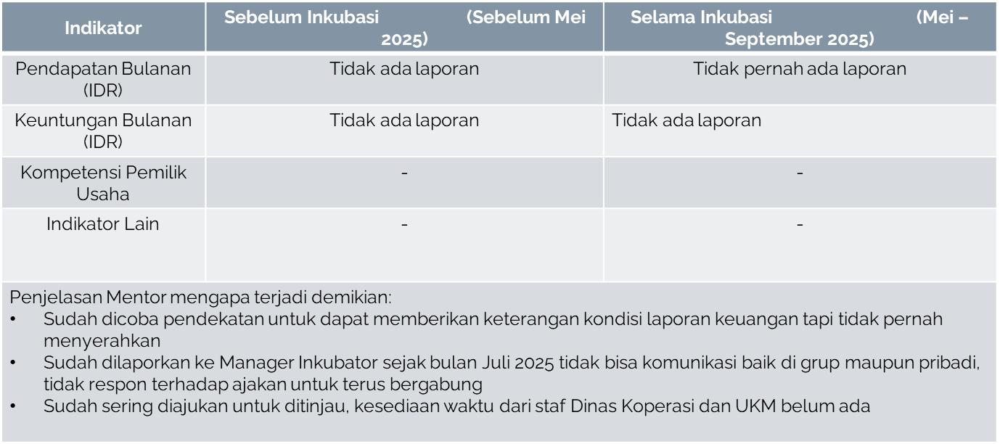 Indikator
Sebelum Inkubasi (Sebelum Mei
2025)
Selama Inkubasi (Mei –
September 2025)
Pendapatan Bulanan
(IDR)
Tidak ada laporan
Tidak pernah ada laporan
Keuntungan Bulanan
(IDR)
Tidak ada laporan
Tidak ada laporan
Kompetensi Pemilik
Usaha
-
-
Indikator Lain
-
-
Penjelasan Mentor mengapa terjadi demikian:
• Sudah dicoba pendekatan untuk dapat memberikan keterangan kondisi laporan keuangan tapi tidak pernah
menyerahkan
• Sudah dilaporkan ke Manager Inkubator sejak bulan Juli 2025 tidak bisa komunikasi baik di grup maupun pribadi,
tidak respon terhadap ajakan untuk terus bergabung
• Sudah sering diajukan untuk ditinjau, kesediaan waktu dari staf Dinas Koperasi dan UKM belum ada